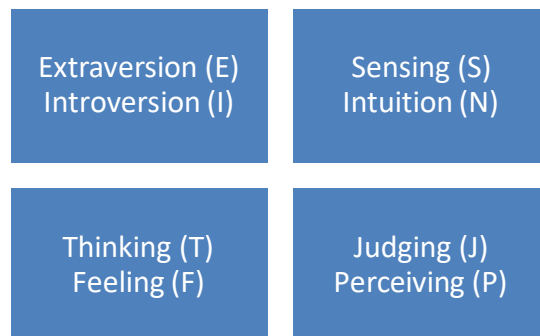 Extraversion (E)
Introversion (I)
Sensing (S)
Intuition (N)
Thinking (T)
Feeling (F)
Judging (J)
Perceiving (P)